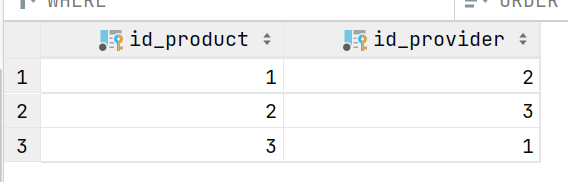 WHERE ORDER
id_product id_provider
1 1 2
2 2 3
3 3 1